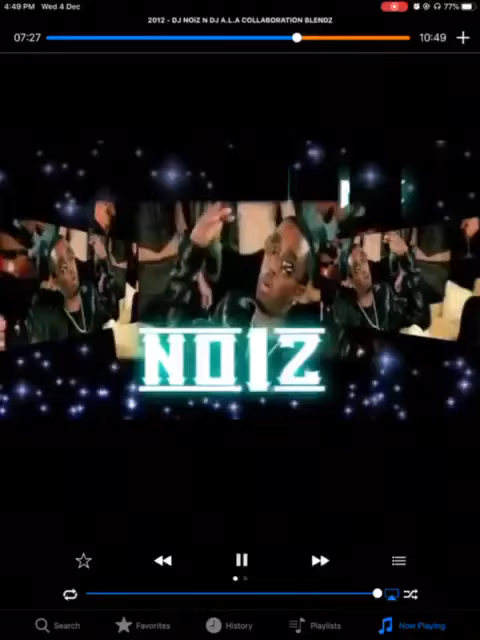 4:49 PM Wed 4 Dec
77%
2012 - DJ NOiZ N DJ A.L.A COLLABORATION BLENDZ
07:27
10:49
NOIZ
Search
Favorites
History
Playlists
Now Playing